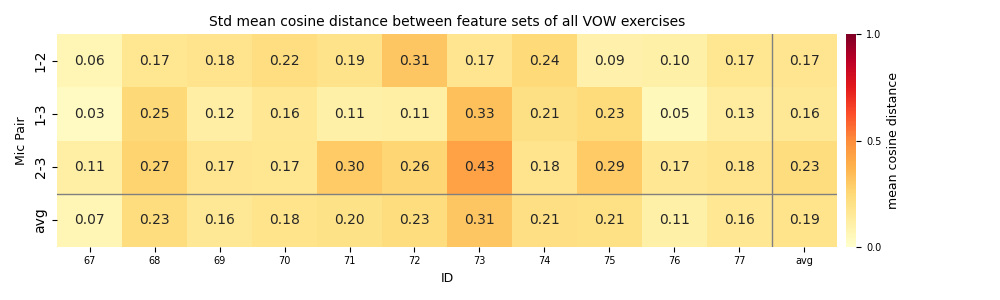 Std mean cosine distance between feature sets of all VOW exercises
Mic Pair
1-2 0.06 0.17 0.18 0.22 0.19 0.31 0.17 0.24 0.09 0.10 0.17 0.17
1-3 0.03 0.25 0.12 0.16 0.11 0.11 0.33 0.21 0.23 0.05 0.13 0.16
2-3 0.11 0.27 0.17 0.17 0.30 0.26 0.43 0.18 0.29 0.17 0.18 0.23
avg 0.07 0.23 0.16 0.18 0.20 0.23 0.31 0.21 0.21 0.11 0.16 0.19
67 68 69 70 71 72 73 74 75 76 77 avg
ID
1.0
0.5
0.0
mean cosine distance